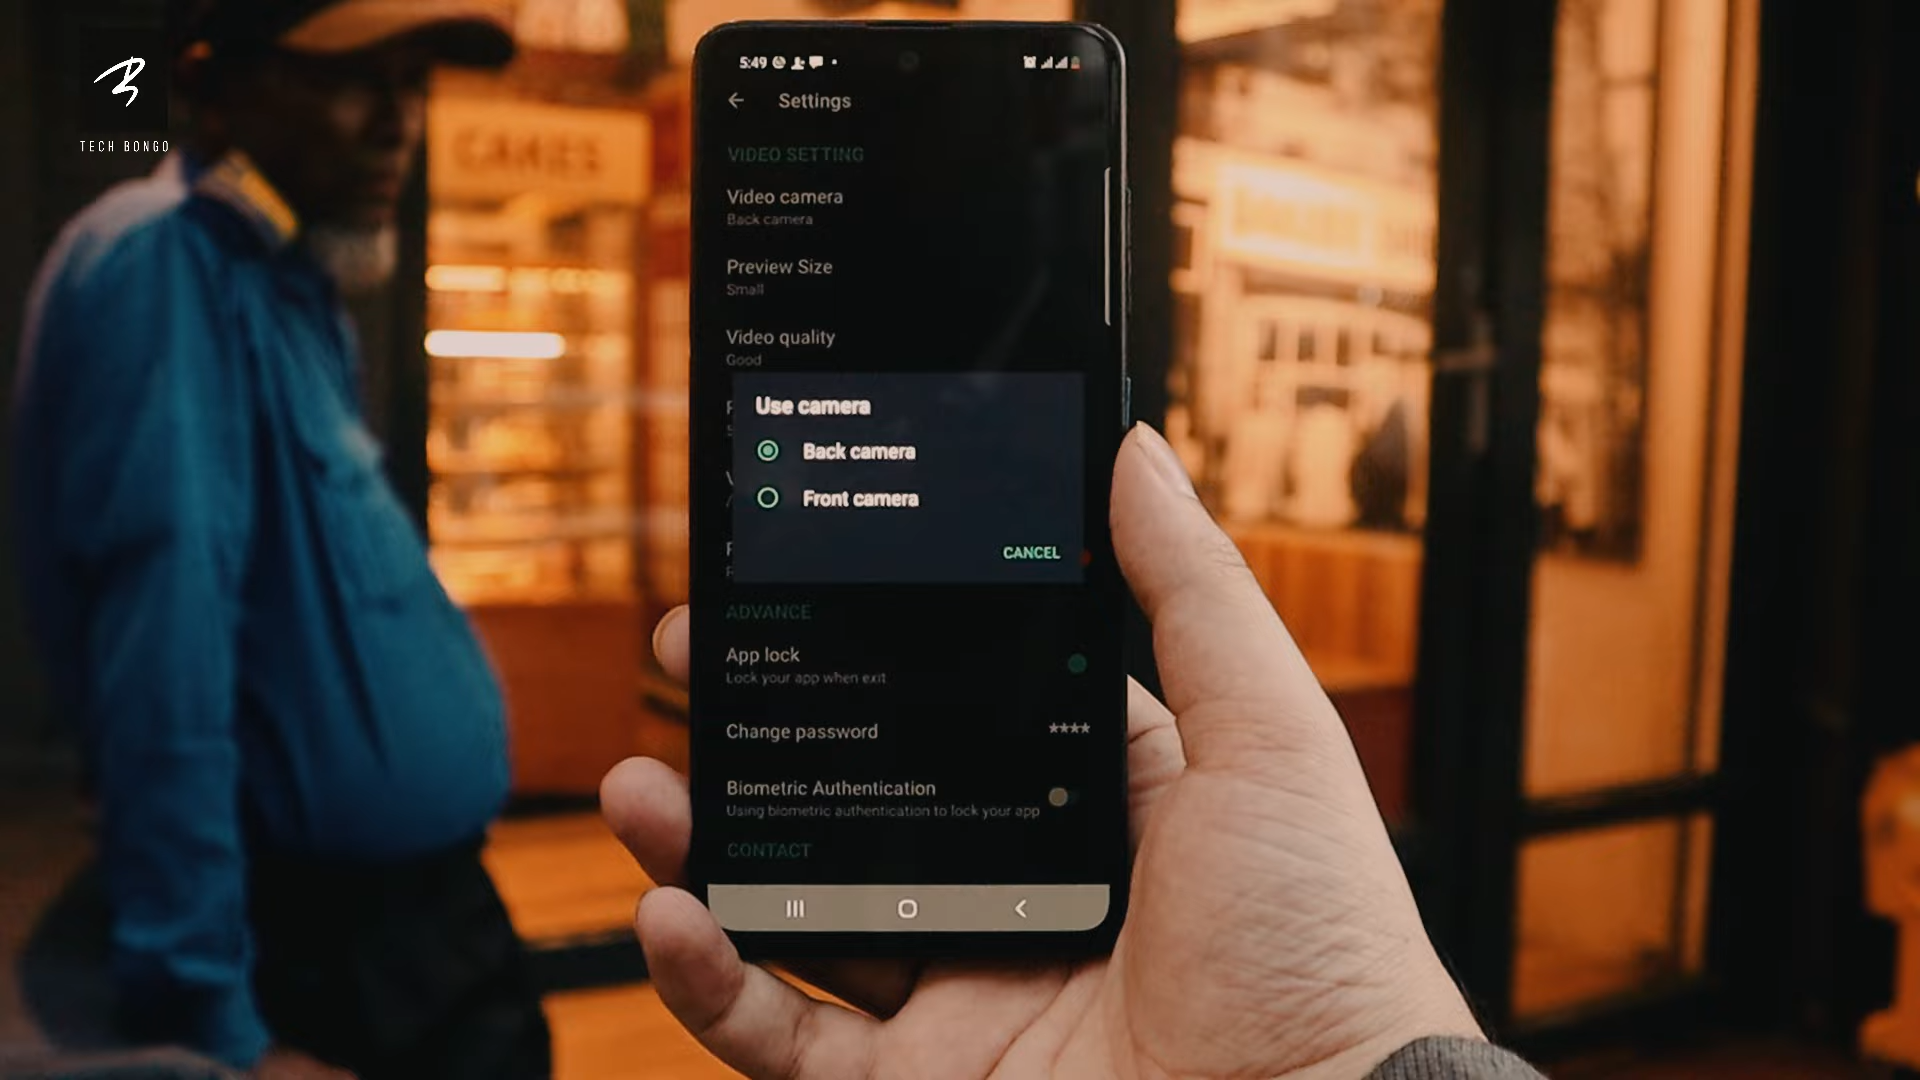 TECH BONGO
CAKES
5:49
Settings
VIDEO SETTING
Video camera
Back camera
Preview Size
Small
Video quality
Good
Use camera
Back camera
Front camera
CANCEL
ADVANCE
App lock
Lock your app when exit
Change password ****
Biometric Authentication
Using biometric authentication to lock your app
CONTACT